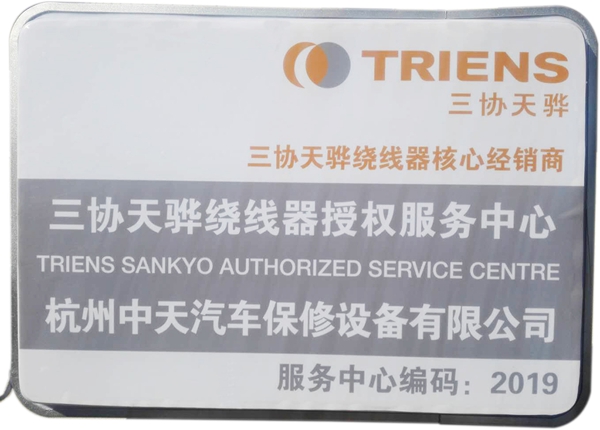 TRIENS
三协天骅
三协天骅绕线器核心经销商
三协天骅绕线器授权服务中心
TRIENS SANKYO AUTHORIZED SERVICE CENTRE
杭州中天汽车保修设备有限公司
服务中心编码：2019